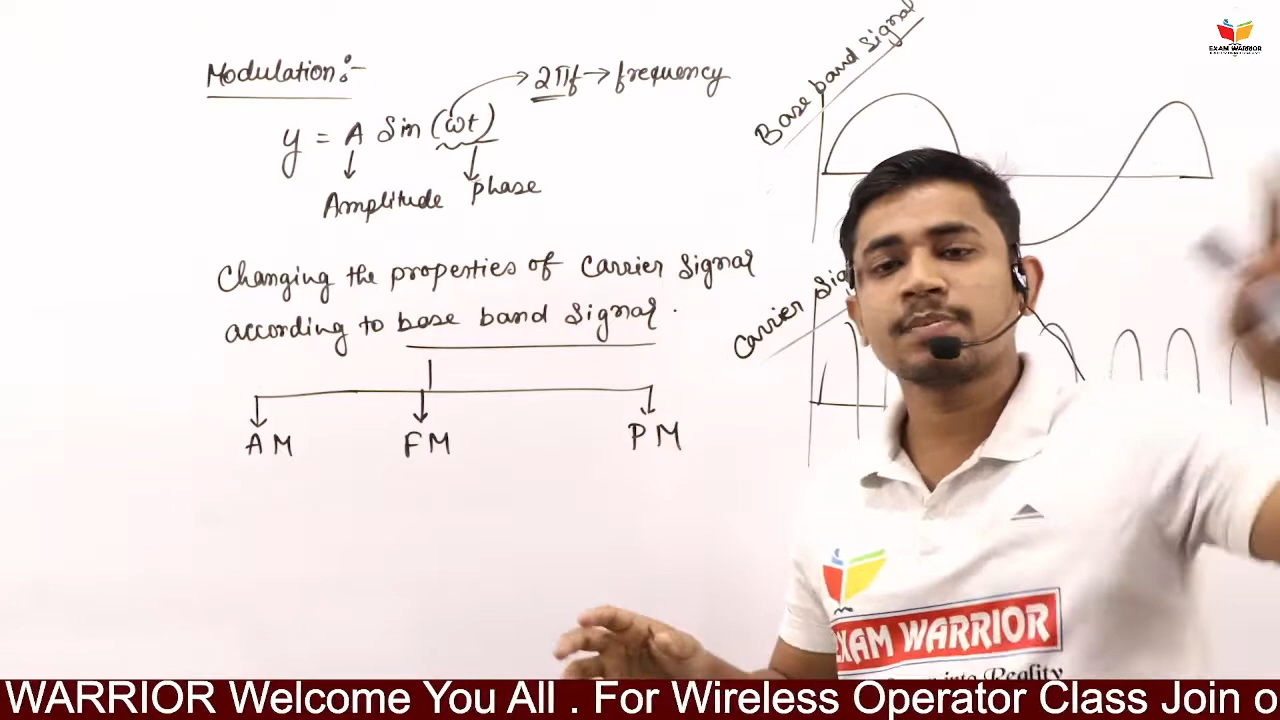 Modulation:-
y = A Sin (ωt) → 2πf → frequency
Amplitude phase
Changing the properties of Carrier Signal
according to base band Signal.
AM FM PM
Base band Signal
Carrier Sig
EXAM WARRIOR
EXAM WARRIOR
into Reality
WARRIOR Welcome You All . For Wireless Operator Class Join o